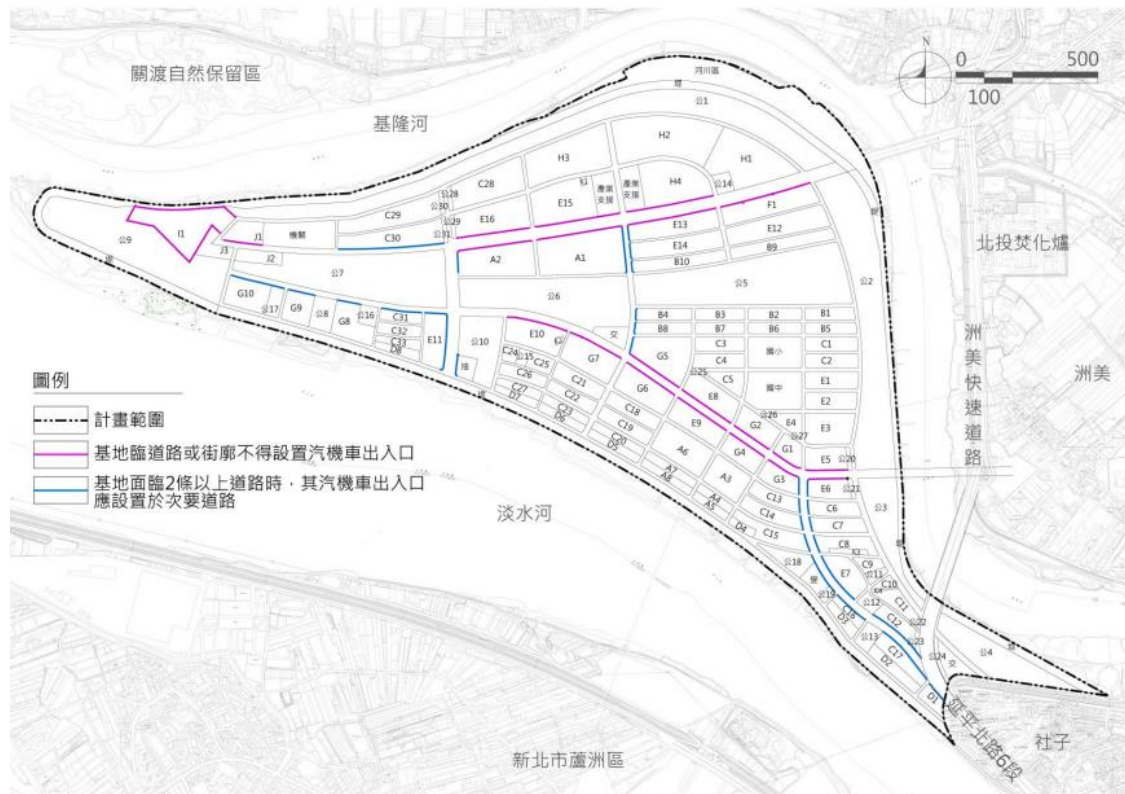 關渡自然保留區
基隆河
河川區
堤
N
0
500
100
公1
H2
H3
H1
C28
公28
E15
產業
支援
產業
支援
H4
公14
公30
C29
公29
E16
F1
I1
J1
機關
C30
公31
E13
E12
堤
公9
J3
J2
A2
A1
E14
B9
B10
北投焚化爐
公7
公5
公2
G10
公17
G9
公8
G8
公16
C31
公6
B4
B3
B2
B1
C32
C33
D8
E11
公10
E10
交
B8
B7
B6
B5
抽
C24
公15
C25
G7
G5
C3
國小
C1
C4
C2
公25
C5
圖例
C26
C21
G6
E8
國中
E1
C27
D7
C22
公26
E2
洲美快速道路
洲美
堤
C23
D6
C18
E9
G2
E4
E3
計畫範圍
C19
公27
C20
D5
A6
G4
G1
E5
公20
基地臨道路或街廓不得設置汽機車出入口
A7
A8
A3
G3
E6
公21
基地面臨2條以上道路時，其汽機車出入口
應設置於次要道路
A4
A5
C13
C6
公3
淡水河
D4
C14
C7
C15
C8
堤
公18
C9
E7
公11
C10
公19
C16
D3
公12
C11
C12
公22
公13
公23
C17
D2
公24
公4
堤
交
D1
延平北路6段
社子
新北市蘆洲區